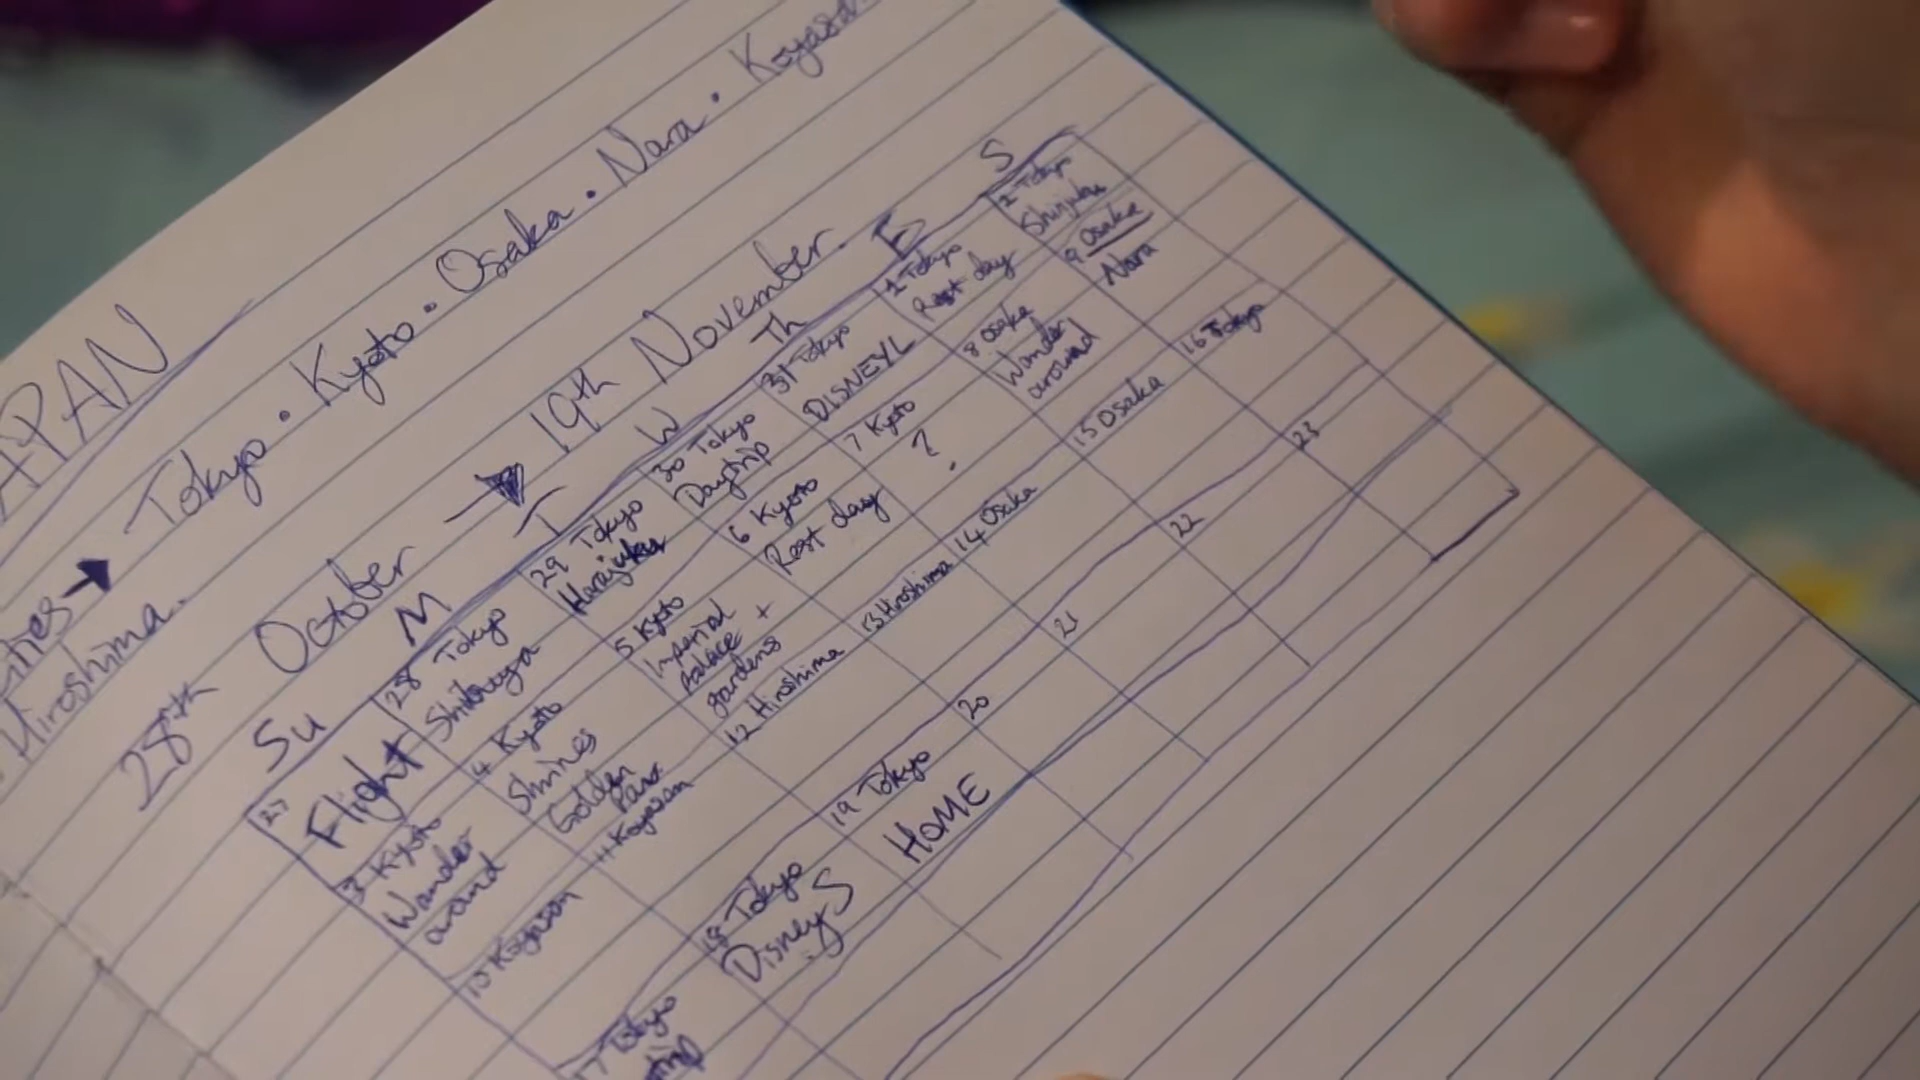 APAN
Tokyo • Kyoto • Osaka • Nara • Koyasa
Hiroshima.
28th October → 19th November.
Su M T W Th F S
27 Flight
28 Tokyo
Shibuya
29 Tokyo
Harajuku
30 Tokyo
Daytrip
31 Tokyo
DISNEYL
1 Tokyo
Rest day
2 Tokyo
Shinjuku
3 Kyoto
Wander
around
4 Kyoto
Shrines
Golden
Pav.
5 Kyoto
Imperial
Palace +
gardens
6 Kyoto
Rest day
7 Kyoto
?
8 Osaka
Wander
around
9 Osaka
Nara
10 Koyasan
11 Koyasan
12 Hiroshima
13 Hiroshima
14 Osaka
15 Osaka
16 Tokyo
17 Tokyo
18 Tokyo
DisneyS
19 Tokyo
HOME
20
21
22
23